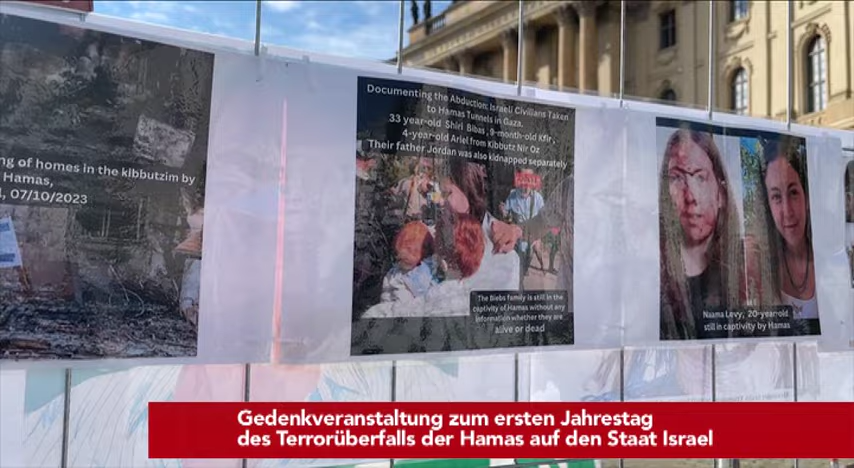 ng of homes in the kibbutzim by
Hamas,
l, 07/10/2023
Documenting the Abduction: Israeli Civilians Taken
to Hamas Tunnels in Gaza.
33 year-old Shiri Bibas, 9-month-old Kfir,
4-year-old Ariel from Kibbutz Nir Oz
Their father Jordan was also kidnapped separately
The Biebs family is still in the
captivity of Hamas without any
information whether they are
alive or dead
Naama Levy, 20-year-old
still in captivity by Hamas
Gedenkveranstaltung zum ersten Jahrestag
des Terrorüberfalls der Hamas auf den Staat Israel